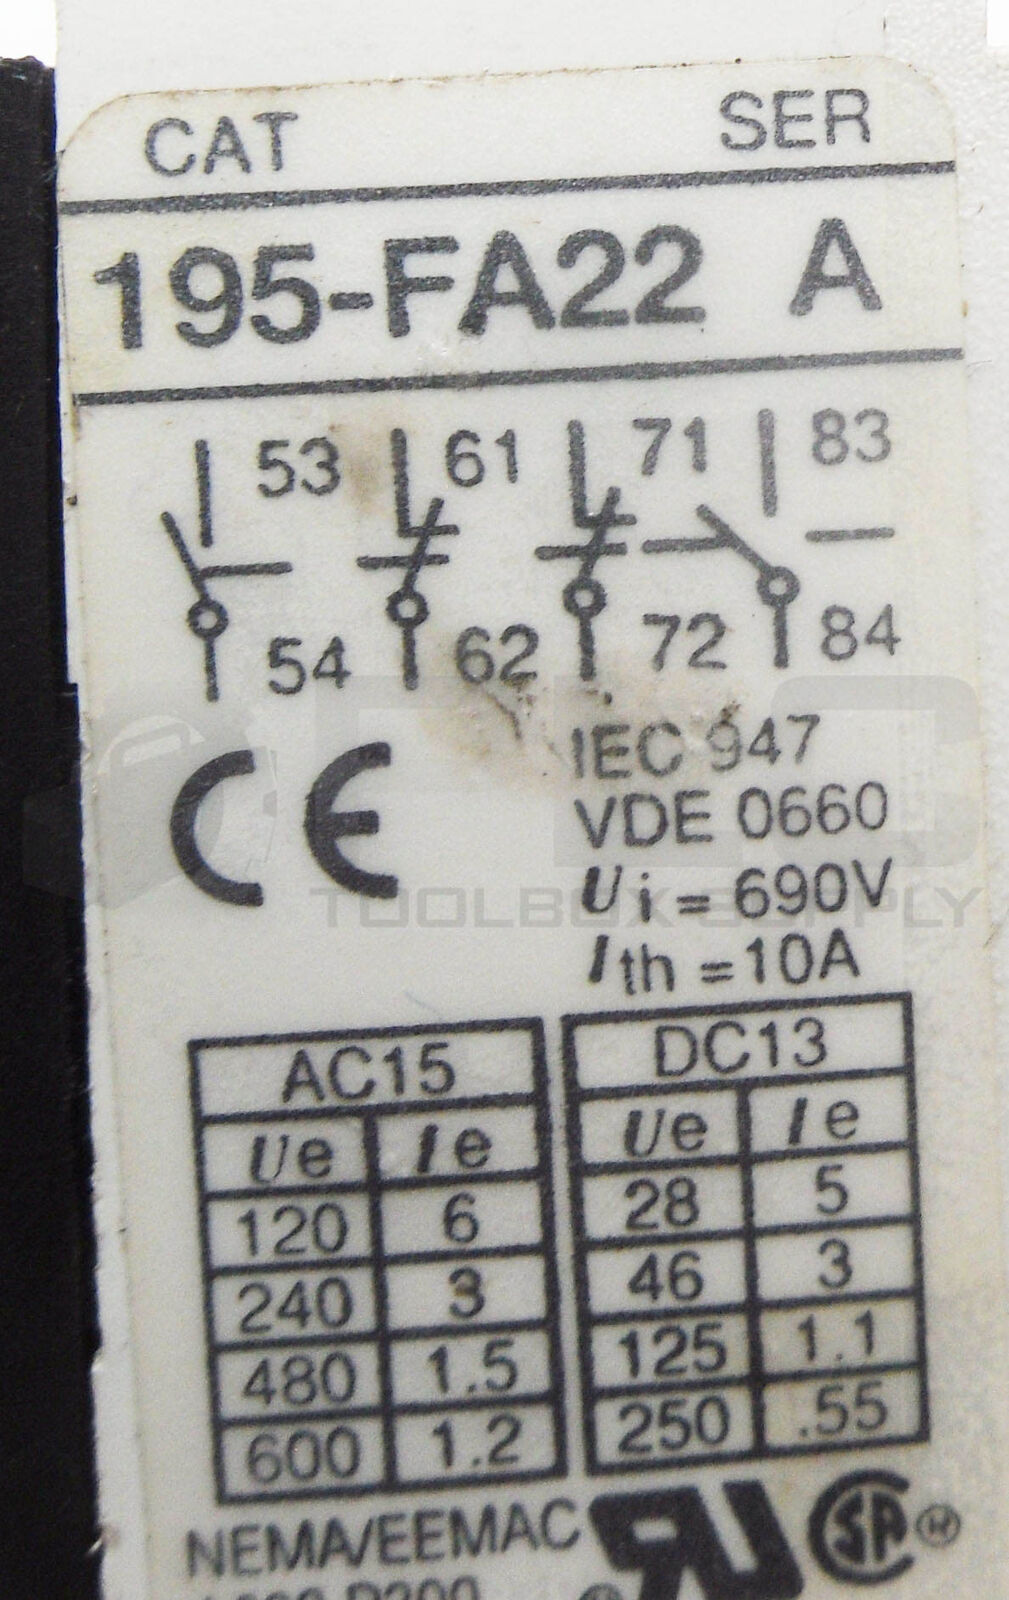 CAT SER
195-FA22 A
53 61 71 83
54 62 72 84
CE IEC 947
VDE 0660
Ui = 690V
Ith = 10A
TOOLBOX SUPPLY
AC15 DC13
Ue Ie Ue Ie
120 6 28 5
240 3 46 3
480 1.5 125 1.1
600 1.2 250 .55
NEMA/EEMAC